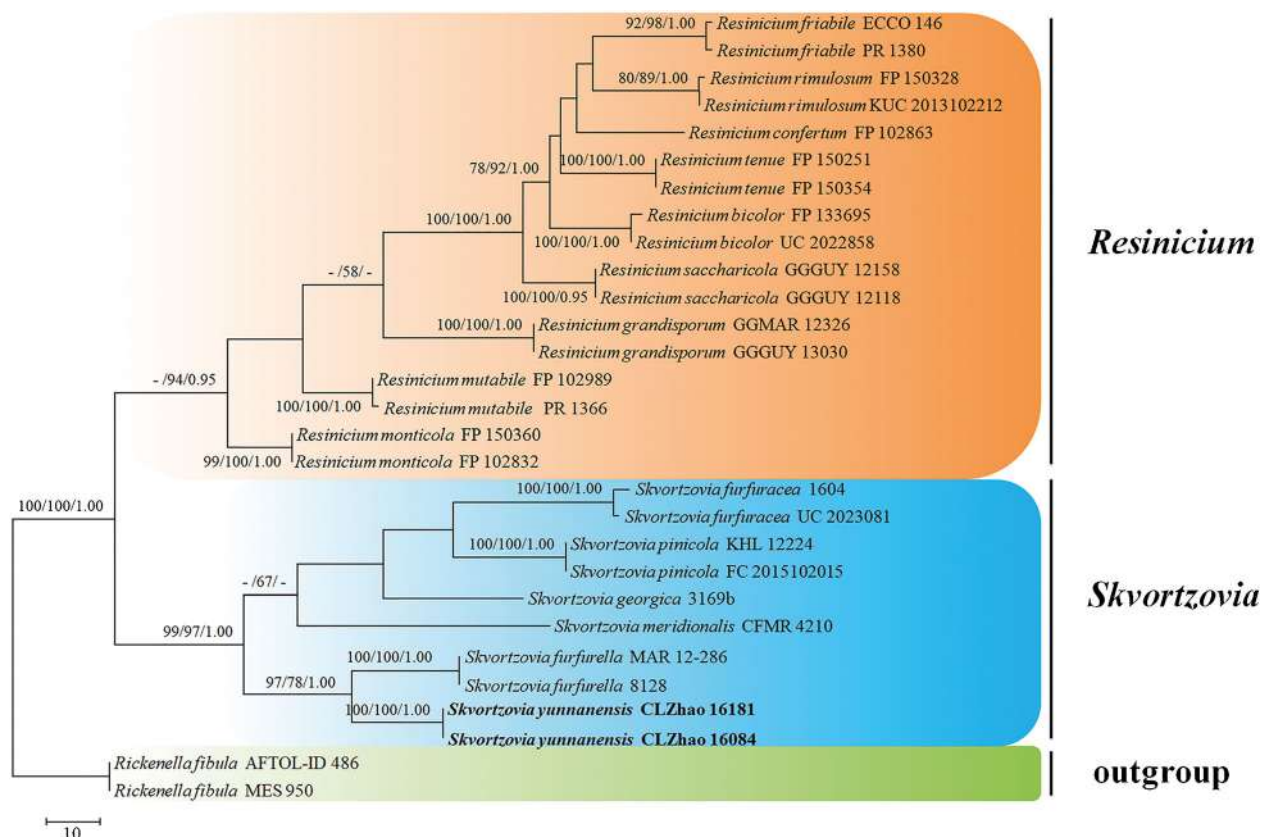 92/98/1.00
Resinicium friabile ECCO 146
Resinicium friabile PR 1380
80/89/1.00
Resinicium rimulosum FP 150328
Resinicium rimulosum KUC 2013102212
Resinicium confertum FP 102863
78/92/1.00
100/100/1.00
Resinicium tenue FP 150251
Resinicium tenue FP 150354
100/100/1.00
Resinicium bicolor FP 133695
100/100/1.00
Resinicium bicolor UC 2022858
Resinicium
- /58/ -
Resinicium saccharicola GGGUY 12158
100/100/0.95
Resinicium saccharicola GGGUY 12118
100/100/1.00
Resinicium grandisporum GGMAR 12326
Resinicium grandisporum GGGUY 13030
- /94/0.95
Resinicium mutabile FP 102989
100/100/1.00
Resinicium mutabile PR 1366
Resinicium monticola FP 150360
99/100/1.00
Resinicium monticola FP 102832
100/100/1.00
100/100/1.00
Skvortzovia furfuracea 1604
Skvortzovia furfuracea UC 2023081
100/100/1.00
Skvortzovia pinicola KHL 12224
Skvortzovia pinicola FC 2015102015
- /67/ -
Skvortzovia georgica 3169b
Skvortzovia
99/97/1.00
Skvortzovia meridionalis CFMR 4210
100/100/1.00
Skvortzovia furfurella MAR 12-286
97/78/1.00
Skvortzovia furfurella 8128
100/100/1.00
Skvortzovia yunnanensis CLZhao 16181
Skvortzovia yunnanensis CLZhao 16084
Rickenella fibula AFTOL-ID 486
outgroup
Rickenella fibula MES 950
10